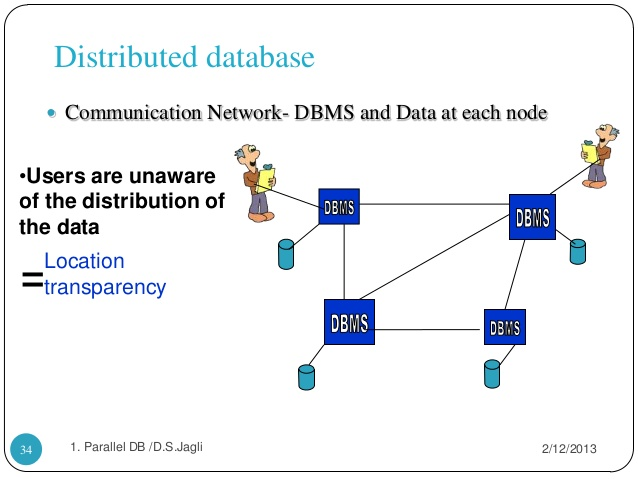 Distributed database
• Communication Network- DBMS and Data at each node
•Users are unaware
of the distribution of
the data
=Location
transparency
DBMS
DBMS
DBMS
DBMS
34
1. Parallel DB /D.S.Jagli
2/12/2013